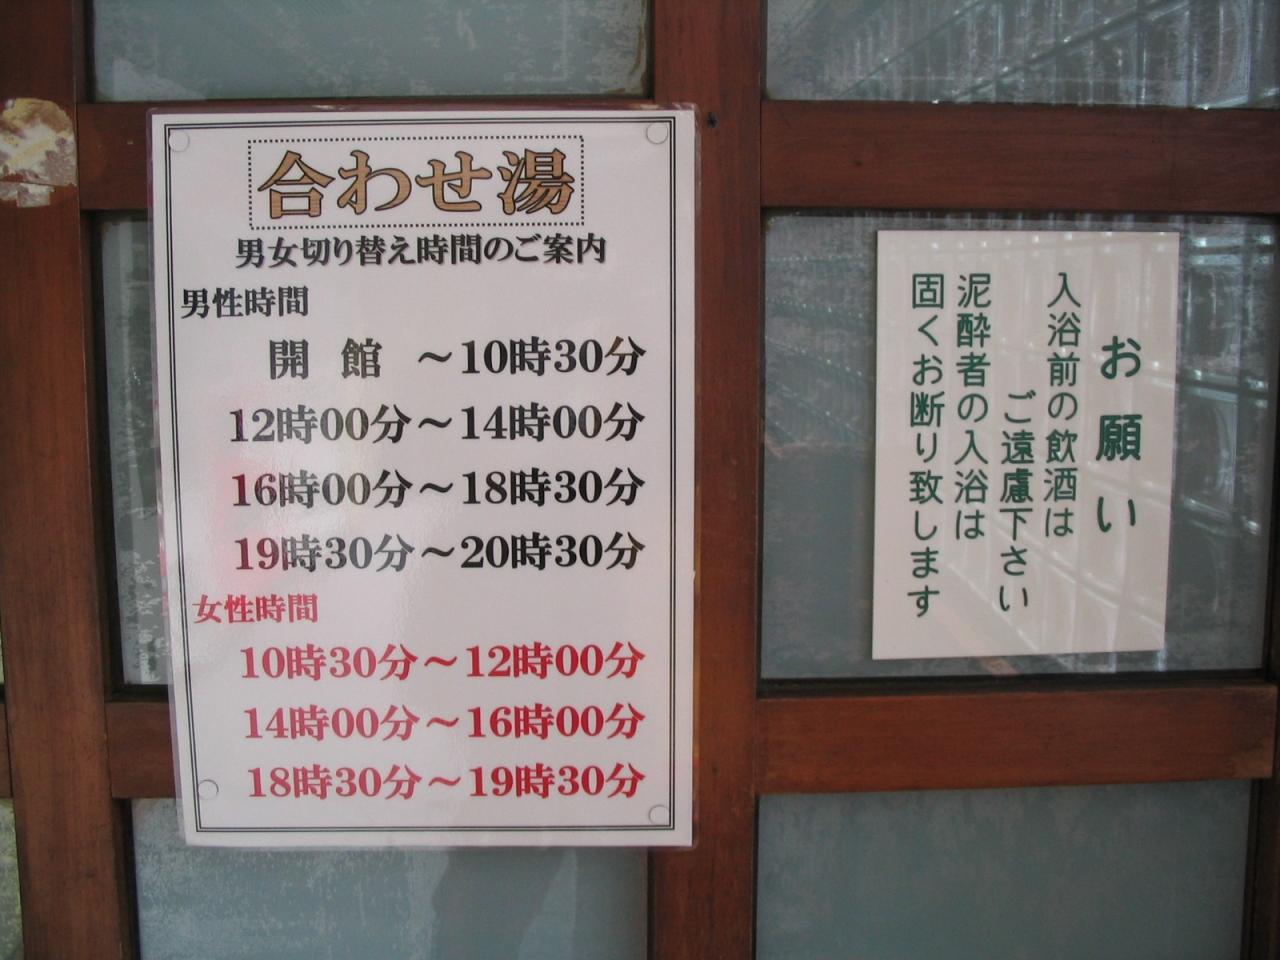 合わせ湯
男女切り替え時間のご案内
男性時間
開館 ～10時30分
12時00分～14時00分
16時00分～18時30分
19時30分～20時30分
女性時間
10時30分～12時00分
14時00分～16時00分
18時30分～19時30分
お願い
入浴前の飲酒は
ご遠慮下さい
泥酔者の入浴は
固くお断り致します